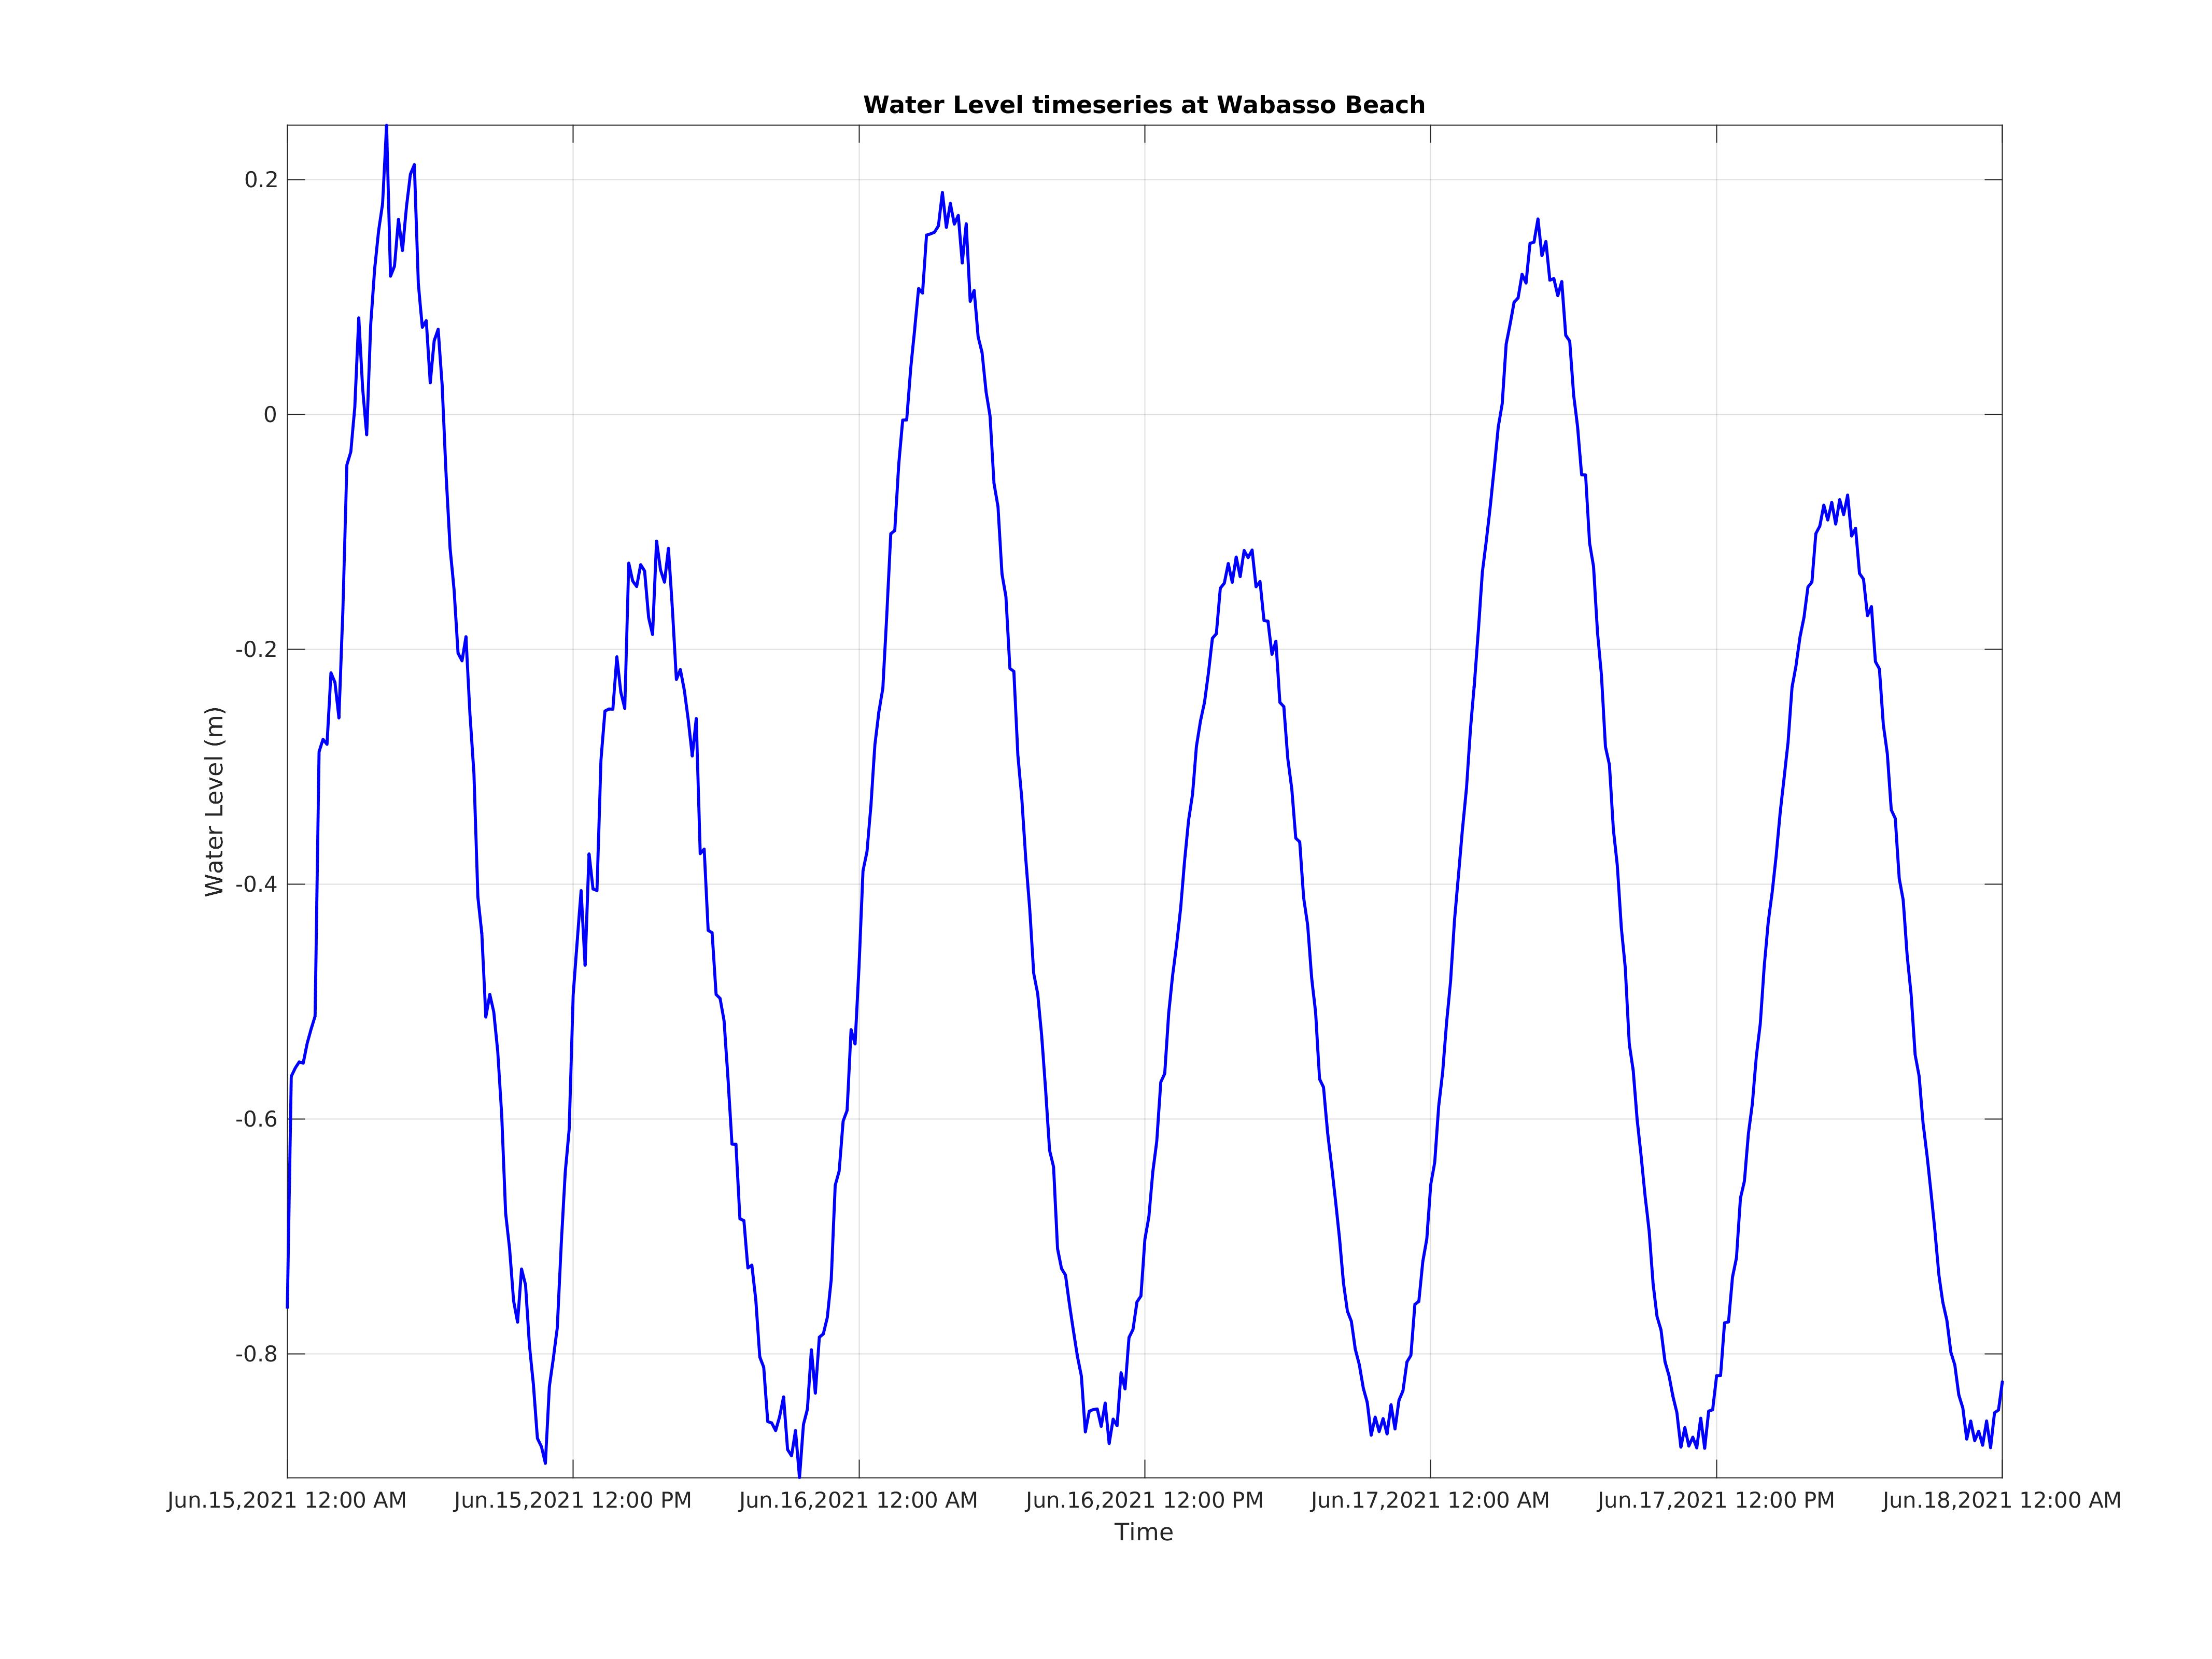 Water Level timeseries at Wabasso Beach
0.2
0
-0.2
-0.4
-0.6
-0.8
Water Level (m)
Jun.15,2021 12:00 AM
Jun.15,2021 12:00 PM
Jun.16,2021 12:00 AM
Jun.16,2021 12:00 PM
Jun.17,2021 12:00 AM
Jun.17,2021 12:00 PM
Jun.18,2021 12:00 AM
Time